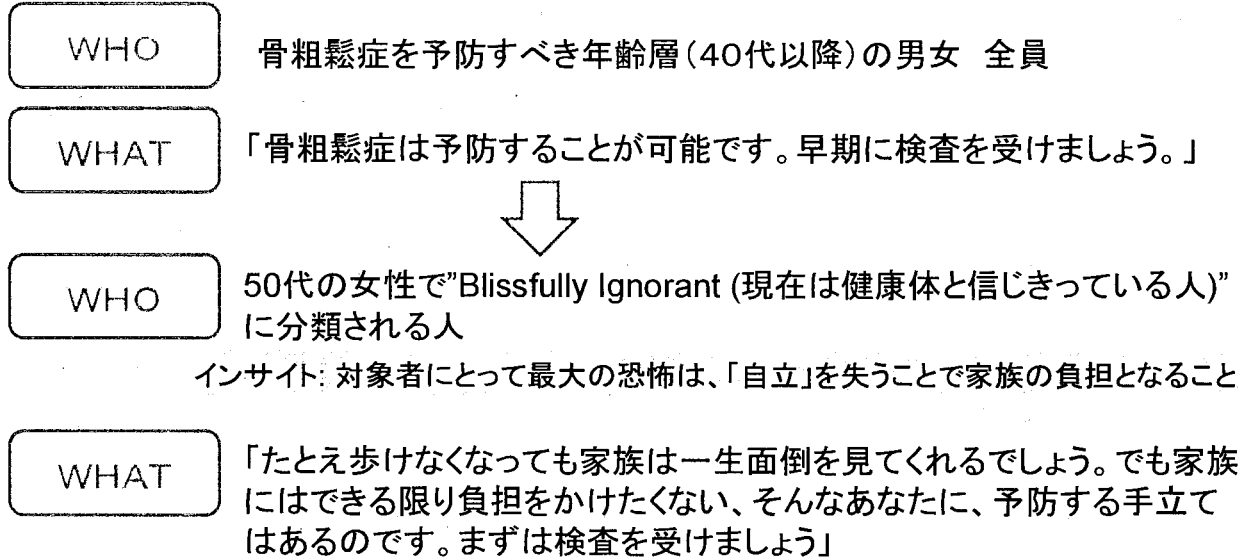 WHO
骨粗鬆症を予防すべき年齢層(40代以降)の男女 全員
WHAT
「骨粗鬆症は予防することが可能です。早期に検査を受けましょう。」
WHO
50代の女性で”Blissfully Ignorant (現在は健康体と信じきっている人)”
に分類される人
インサイト: 対象者にとって最大の恐怖は、「自立」を失うことで家族の負担となること
WHAT
「たとえ歩けなくなっても家族は一生面倒を見てくれるでしょう。でも家族
にはできる限り負担をかけたくない、そんなあなたに、予防する手立て
はあるのです。まずは検査を受けましょう」